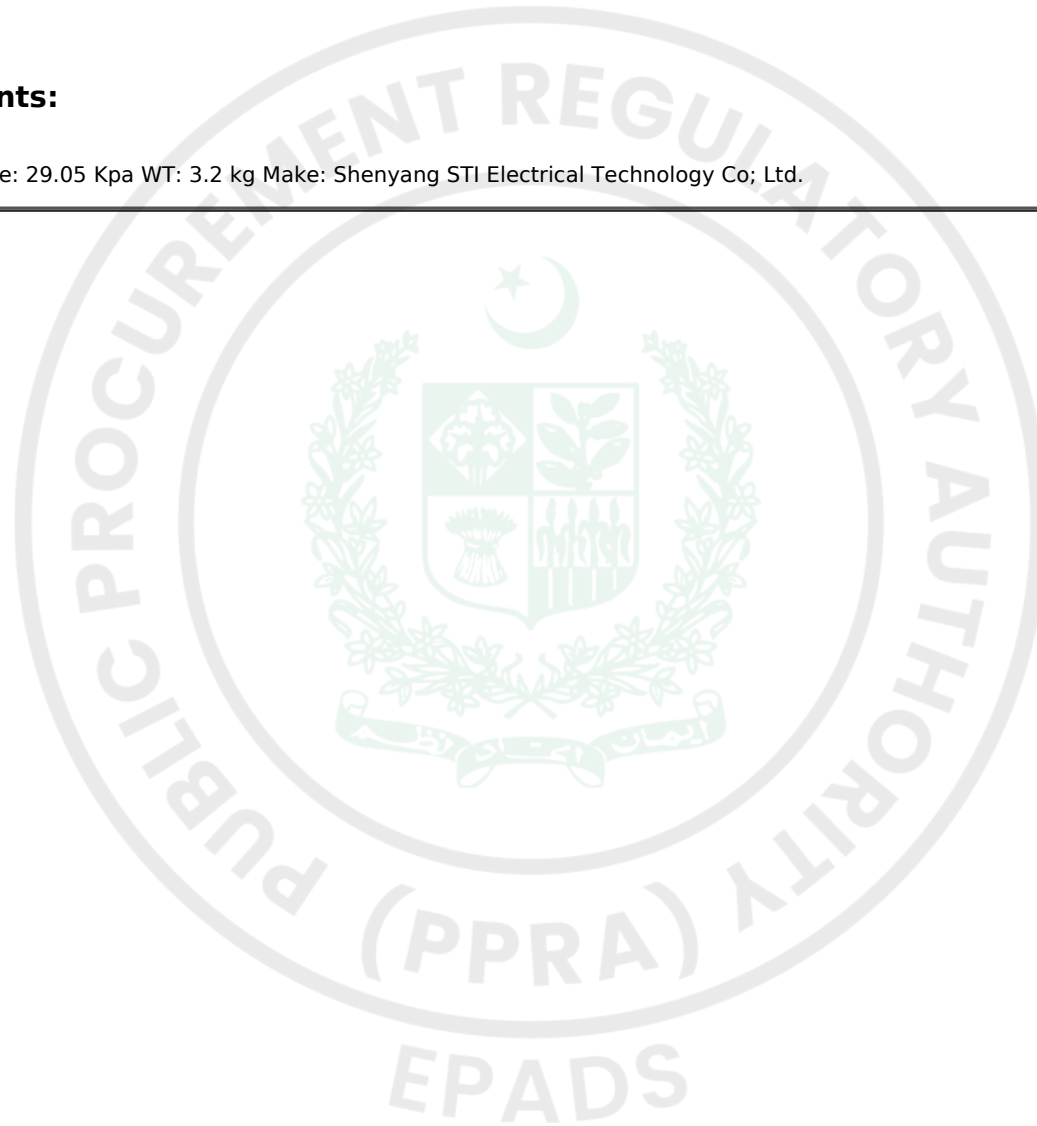 nts:
e: 29.05 Kpa WT: 3.2 kg Make: Shenyang STI Electrical Technology Co; Ltd.
PUBLIC PROCUREMENT REGULATORY AUTHORITY
(PPRA)
EPADS